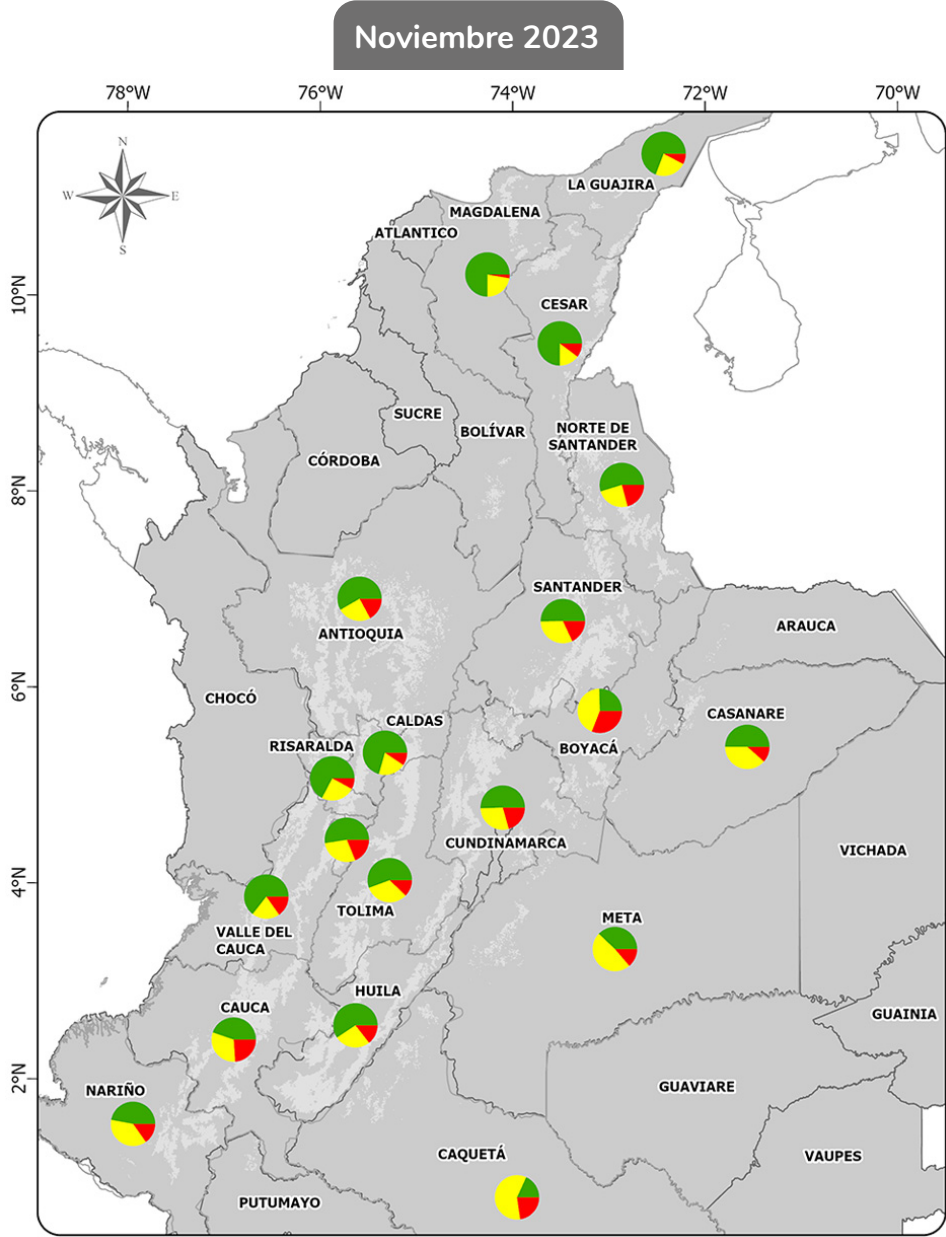 Noviembre 2023
78°W
76°W
74°W
72°W
70°W
N
W
E
S
10°N
8°N
6°N
4°N
2°N
LA GUAJIRA
MAGDALENA
ATLANTICO
CESAR
SUCRE
BOLÍVAR
NORTE DE
SANTANDER
CÓRDOBA
SANTANDER
ANTIOQUIA
ARAUCA
CHOCÓ
CALDAS
CASANARE
RISARALDA
BOYACÁ
CUNDINAMARCA
VICHADA
TOLIMA
META
VALLE DEL
CAUCA
HUILA
CAUCA
GUAINIA
NARIÑO
GUAVIARE
CAQUETÁ
VAUPES
PUTUMAYO